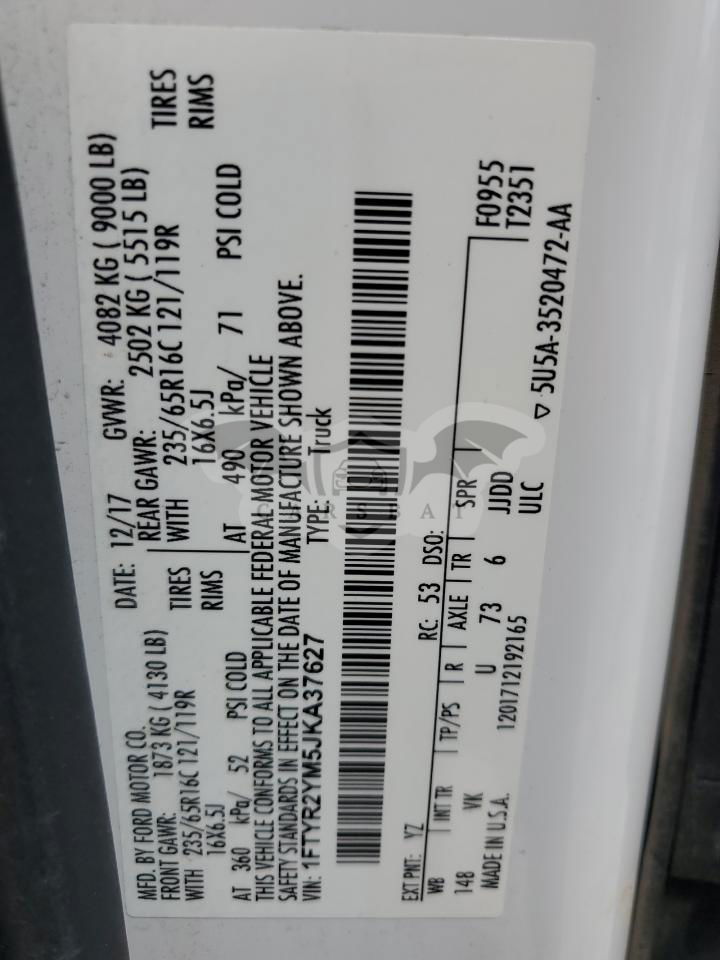 MFD. BY FORD MOTOR CO. DATE: 12/17 GVWR: 4082 KG ( 9000 LB)
FRONT GAWR: 1873 KG ( 4130 LB) REAR GAWR: 2502 KG ( 5515 LB)
WITH 235/65R16C 121/119R TIRES WITH 235/65R16C 121/119R TIRES
16X6.5J RIMS 16X6.5J RIMS
AT 360 kPa/ 52 PSI COLD AT 490 kPa/ 71 PSI COLD
THIS VEHICLE CONFORMS TO ALL APPLICABLE FEDERAL MOTOR VEHICLE
SAFETY STANDARDS IN EFFECT ON THE DATE OF MANUFACTURE SHOWN ABOVE.
VIN: 1FTYR2YM5JKA37627 TYPE: Truck
EXT PNT: YZ RC: 53 DSO: F0955
WB INT TR TP/PS R AXLE TR SPR T2351
148 VK U 73 6 JJDD
MADE IN U.S.A. 1201712192165 ULC ▽ 5U5A-3520472-AA